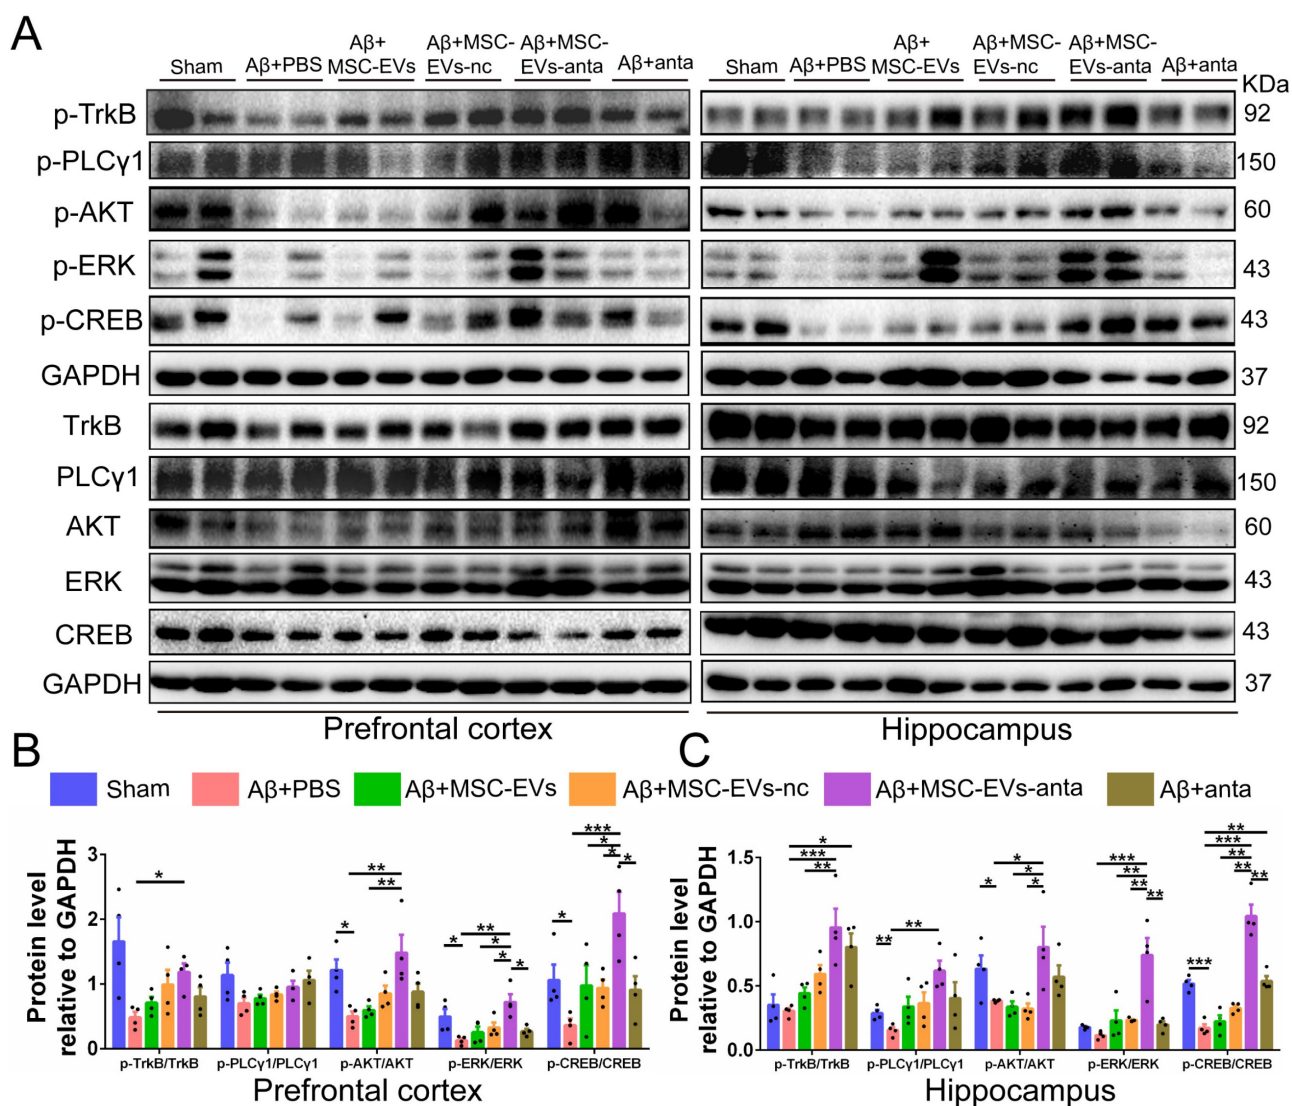 A
Sham
Aβ+PBS
Aβ+
MSC-EVs
Aβ+MSC-
EVs-nc
Aβ+MSC-
EVs-anta
Aβ+anta
Sham
Aβ+PBS
Aβ+
MSC-EVs
Aβ+MSC-
EVs-nc
Aβ+MSC-
EVs-anta
Aβ+anta
KDa
p-TrkB
92
p-PLCγ1
150
p-AKT
60
p-ERK
43
p-CREB
43
GAPDH
37
TrkB
92
PLCγ1
150
AKT
60
ERK
43
CREB
43
GAPDH
37
Prefrontal cortex
Hippocampus
B
C
Sham
Aβ+PBS
Aβ+MSC-EVs
Aβ+MSC-EVs-nc
Aβ+MSC-EVs-anta
Aβ+anta
Protein level
relative to GAPDH
3
2
1
0
*
*
**
**
*
**
*
*
*
*
***
*
*
*
p-TrkB/TrkB
p-PLCγ1/PLCγ1
p-AKT/AKT
p-ERK/ERK
p-CREB/CREB
Prefrontal cortex
Protein level
relative to GAPDH
1.5
1.0
0.5
0.0
*
***
**
**
**
*
*
*
*
***
**
**
**
***
**
***
**
**
**
p-TrkB/TrkB
p-PLCγ1/PLCγ1
p-AKT/AKT
p-ERK/ERK
p-CREB/CREB
Hippocampus